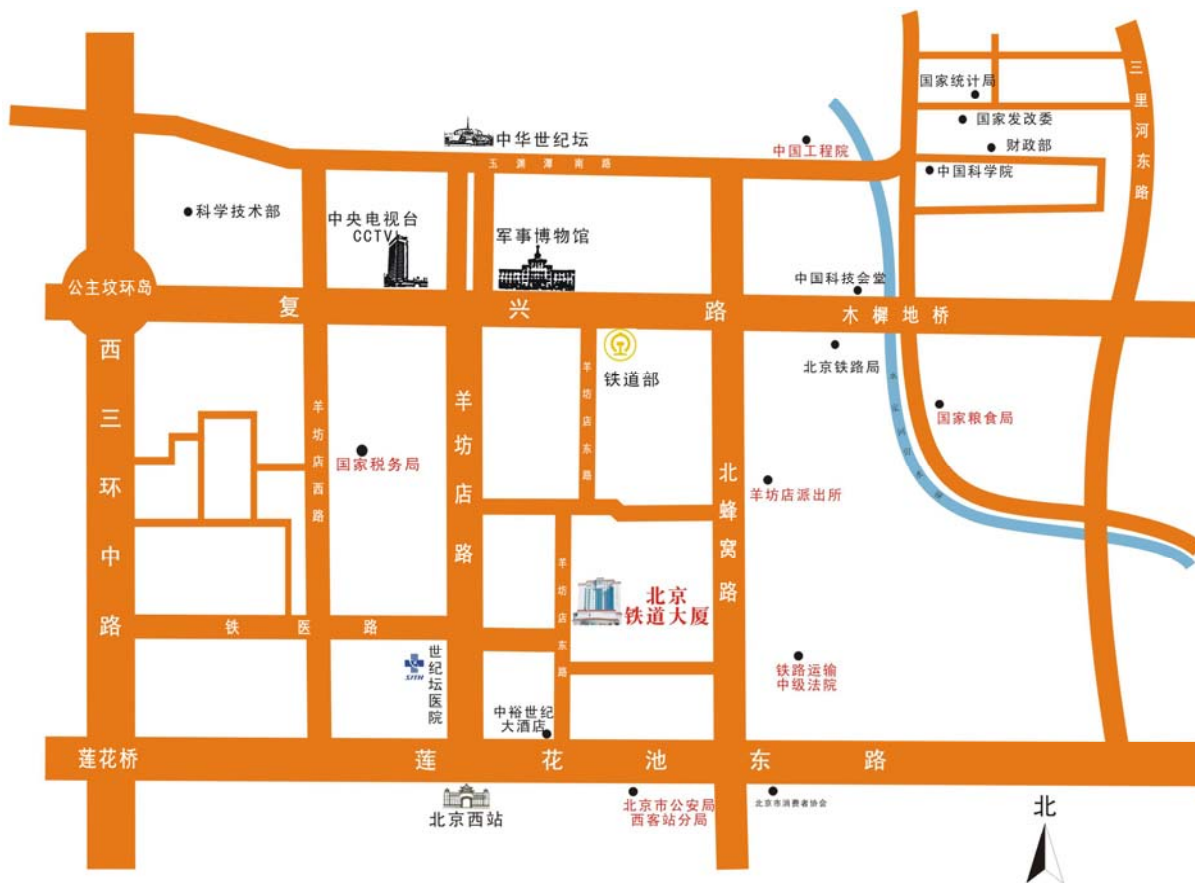 三里河东路
国家统计局
国家发改委
财政部
中国科学院
中国工程院
中华世纪坛
玉渊潭南路
科学技术部
中央电视台
CCTV
军事博物馆
中国科技会堂
公主坟环岛
复兴路
木樨地桥
西三环中路
羊坊店西路
国家税务局
羊坊店路
羊坊店东路
铁道部
北京铁路局
国家粮食局
北蜂窝路
羊坊店派出所
羊坊店东路
北京
铁道大厦
铁医路
世纪坛医院
铁路运输
中级法院
中裕世纪
大酒店
莲花桥
莲花池东路
北京西站
北京市公安局
西客站分局
北京市消费者协会
北